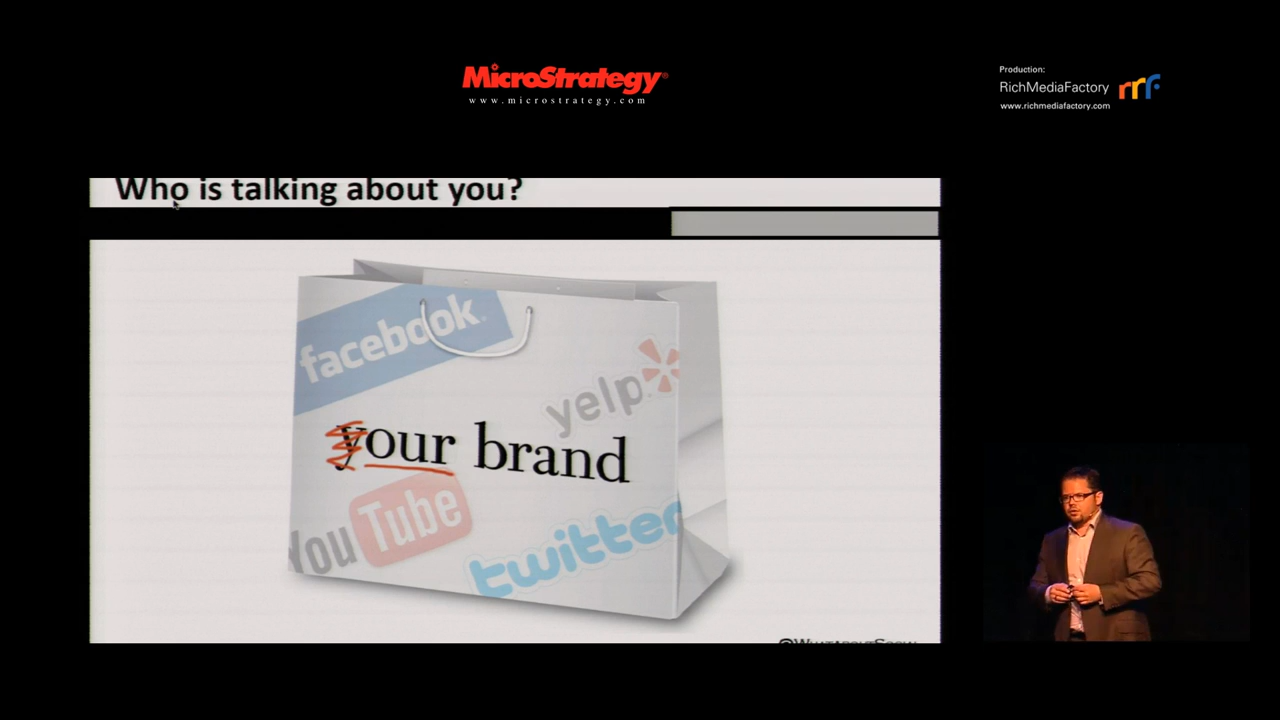 MicroStrategy®
www.microstrategy.com
Production:
RichMediaFactory rrf
www.richmediafactory.com
Who is talking about you?
facebook
yelp
your brand
YouTube
twitter